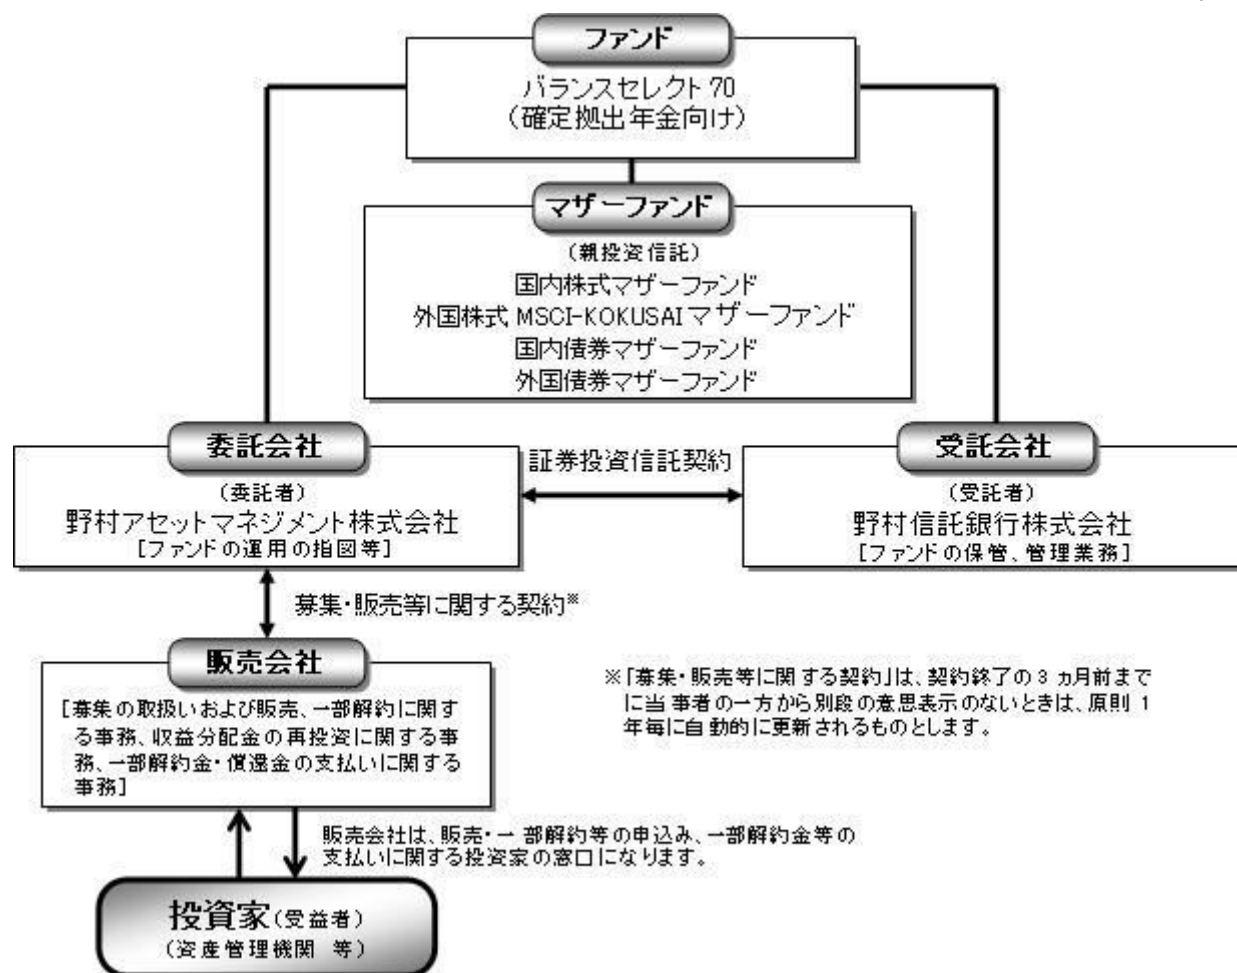 ファンド
バランスセレクト70
（確定拠出年金向け）
マザーファンド
（親投資信託）
国内株式マザーファンド
外国株式MSCI-KOKUSAIマザーファンド
国内債券マザーファンド
外国債券マザーファンド
委託会社
（委託者）
野村アセットマネジメント株式会社
［ファンドの運用の指図等］
証券投資信託契約
受託会社
（受託者）
野村信託銀行株式会社
［ファンドの保管、管理業務］
募集・販売等に関する契約※
販売会社
［募集の取扱いおよび販売、一部解約に関す
る事務、収益分配金の再投資に関する事
務、一部解約金・償還金の支払いに関する
事務］
※「募集・販売等に関する契約」は、契約終了の3ヵ月前まで
に当事者の一方から別段の意思表示のないときは、原則1
年毎に自動的に更新されるものとします。
販売会社は、販売・一部解約等の申込み、一部解約金等の
支払いに関する投資家の窓口になります。
投資家（受益者）
（資産管理機関 等）